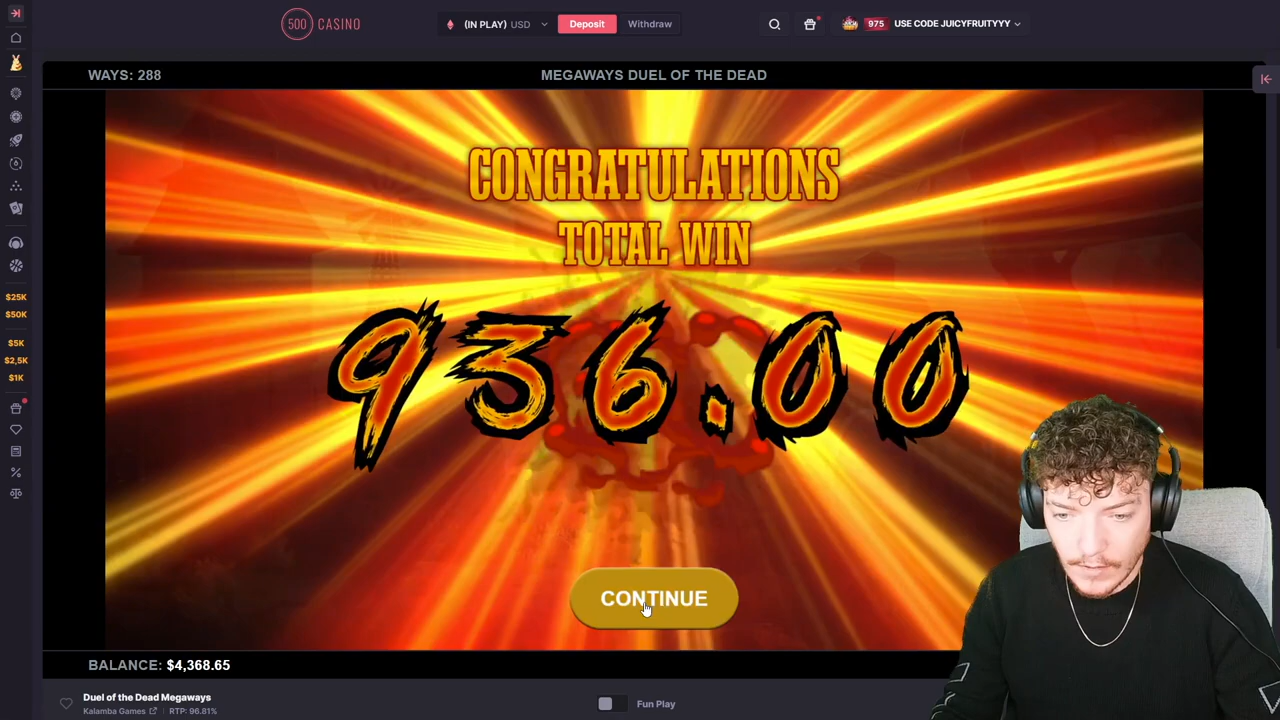 500 CASINO
(IN PLAY) USD
Deposit
Withdraw
975
USE CODE JUICYFRUITYYY
WAYS: 288
MEGAWAYS DUEL OF THE DEAD
CONGRATULATIONS
TOTAL WIN
936.00
$25K
$50K
$5K
$2,5K
$1K
CONTINUE
BALANCE: $4,368.65
Duel of the Dead Megaways
Kalamba Games
RTP: 96.81%
Fun Play